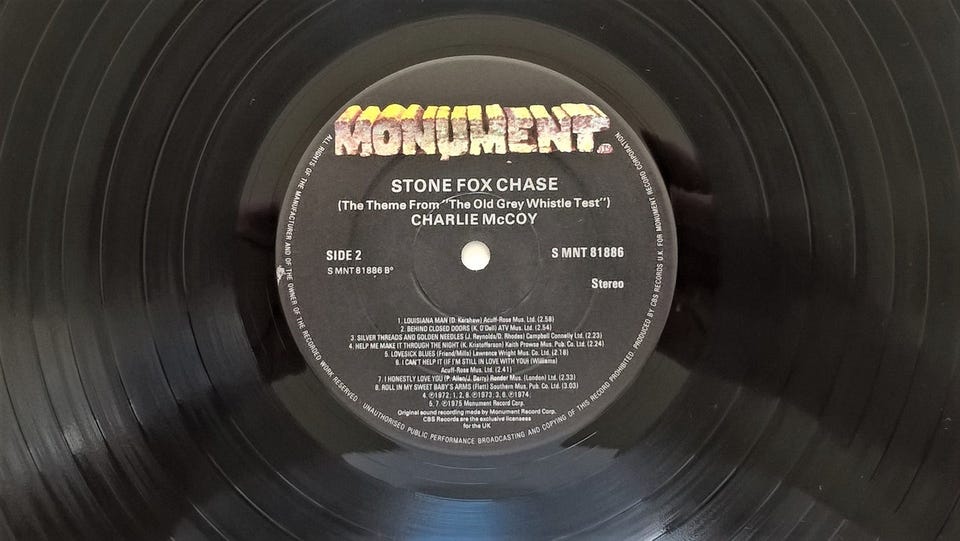 MONUMENT
STONE FOX CHASE
(The Theme From "The Old Grey Whistle Test")
CHARLIE McCOY
SIDE 2
S MNT 81886
S MNT 81886 B°
Stereo
1. LOUISIANA MAN (D. Kershaw) Acuff-Rose Mus. Ltd. (2.58)
2. BEHIND CLOSED DOORS (K. O'Dell) ATV Mus. Ltd. (2.54)
3. SILVER THREADS AND GOLDEN NEEDLES (J. Reynolds/D. Rhodes) Campbell Connelly Ltd. (2.23)
4. HELP ME MAKE IT THROUGH THE NIGHT (K. Kristofferson) Keith Prowse Mus. Pub. Co. Ltd. (2.24)
5. LOVESICK BLUES (Friend/Mills) Lawrence Wright Mus. Co. Ltd. (2.18)
6. I CAN'T HELP IT (IF I'M STILL IN LOVE WITH YOU) (Williams)
Acuff-Rose Mus. Ltd. (2.41)
7. I HONESTLY LOVE YOU (P. Allen/J. Barry) Rondor Mus. (London) Ltd. (2.33)
8. ROLL IN MY SWEET BABY'S ARMS (Flatt) Southern Mus. Pub. Co. Ltd. (3.03)
4. ℗1972; 1, 2, 8. ℗1973; 3, 6, ℗1974;
5, 7. ℗1975 Monument Record Corp.
Original sound recording made by Monument Record Corp.
CBS Records are the exclusive licensees
for the UK
ALL RIGHTS OF THE MANUFACTURER AND OF THE OWNER OF THE RECORDED WORK RESERVED. UNAUTHORISED PUBLIC PERFORMANCE BROADCASTING AND COPYING OF THIS RECORD PROHIBITED. PRODUCED BY CBS RECORDS U.K. FOR MONUMENT RECORD CORPORATION